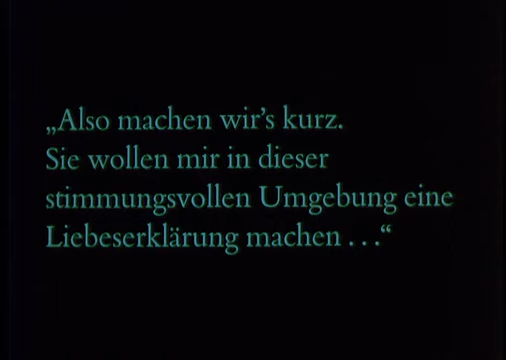 „Also machen wir's kurz.
Sie wollen mir in dieser
stimmungsvollen Umgebung eine
Liebeserklärung machen . . .“